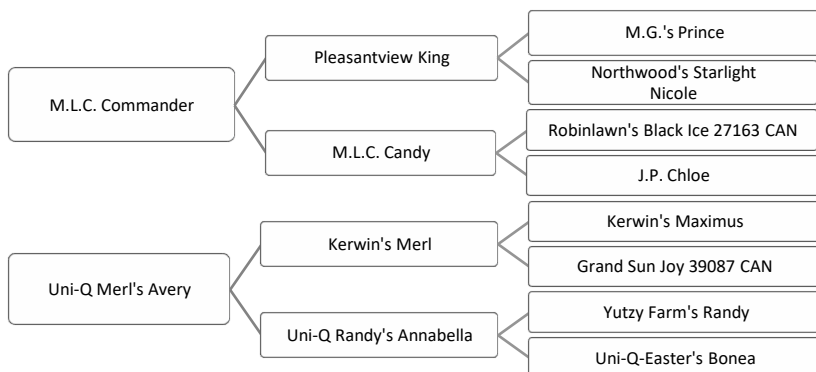 M.G.'s Prince
Pleasantview King
Northwood's Starlight
Nicole
M.L.C. Commander
Robinlawn's Black Ice 27163 CAN
M.L.C. Candy
J.P. Chloe
Kerwin's Maximus
Kerwin's Merl
Grand Sun Joy 39087 CAN
Uni-Q Merl's Avery
Yutzy Farm's Randy
Uni-Q Randy's Annabella
Uni-Q-Easter's Bonea